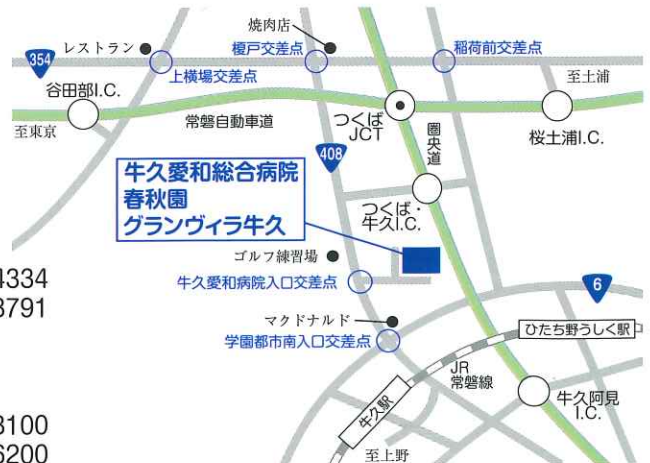 焼肉店
レストラン
榎戸交差点
稲荷前交差点
354
上横場交差点
至土浦
谷田部I.C.
至東京
常磐自動車道
つくば
JCT
圏央道
桜土浦I.C.
408
牛久愛和総合病院
春秋園
グランヴィラ牛久
つくば・
牛久I.C.
ゴルフ練習場
4334
牛久愛和病院入口交差点
6
3791
マクドナルド
ひたち野うしく駅
学園都市南入口交差点
JR
常磐線
牛久阿見
I.C.
牛久駅
3100
至上野
6200